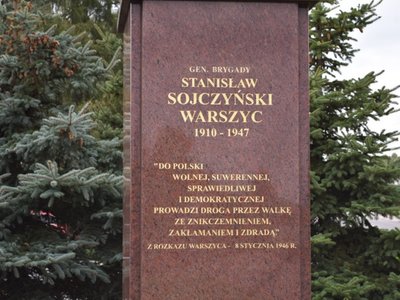 GEN. BRYGADY
STANISŁAW
SOJCZYŃSKI
WARSZYC
1910 - 1947
"DO POLSKI
WOLNEJ, SUWERENNEJ,
SPRAWIEDLIWEJ
I DEMOKRATYCZNEJ
PROWADZI DROGA PRZEZ WALKĘ
ZE ZNIKCZEMNIENIEM,
ZAKŁAMANIEM I ZDRADĄ"
Z ROZKAZU WARSZYCA - 8 STYCZNIA 1946 R.